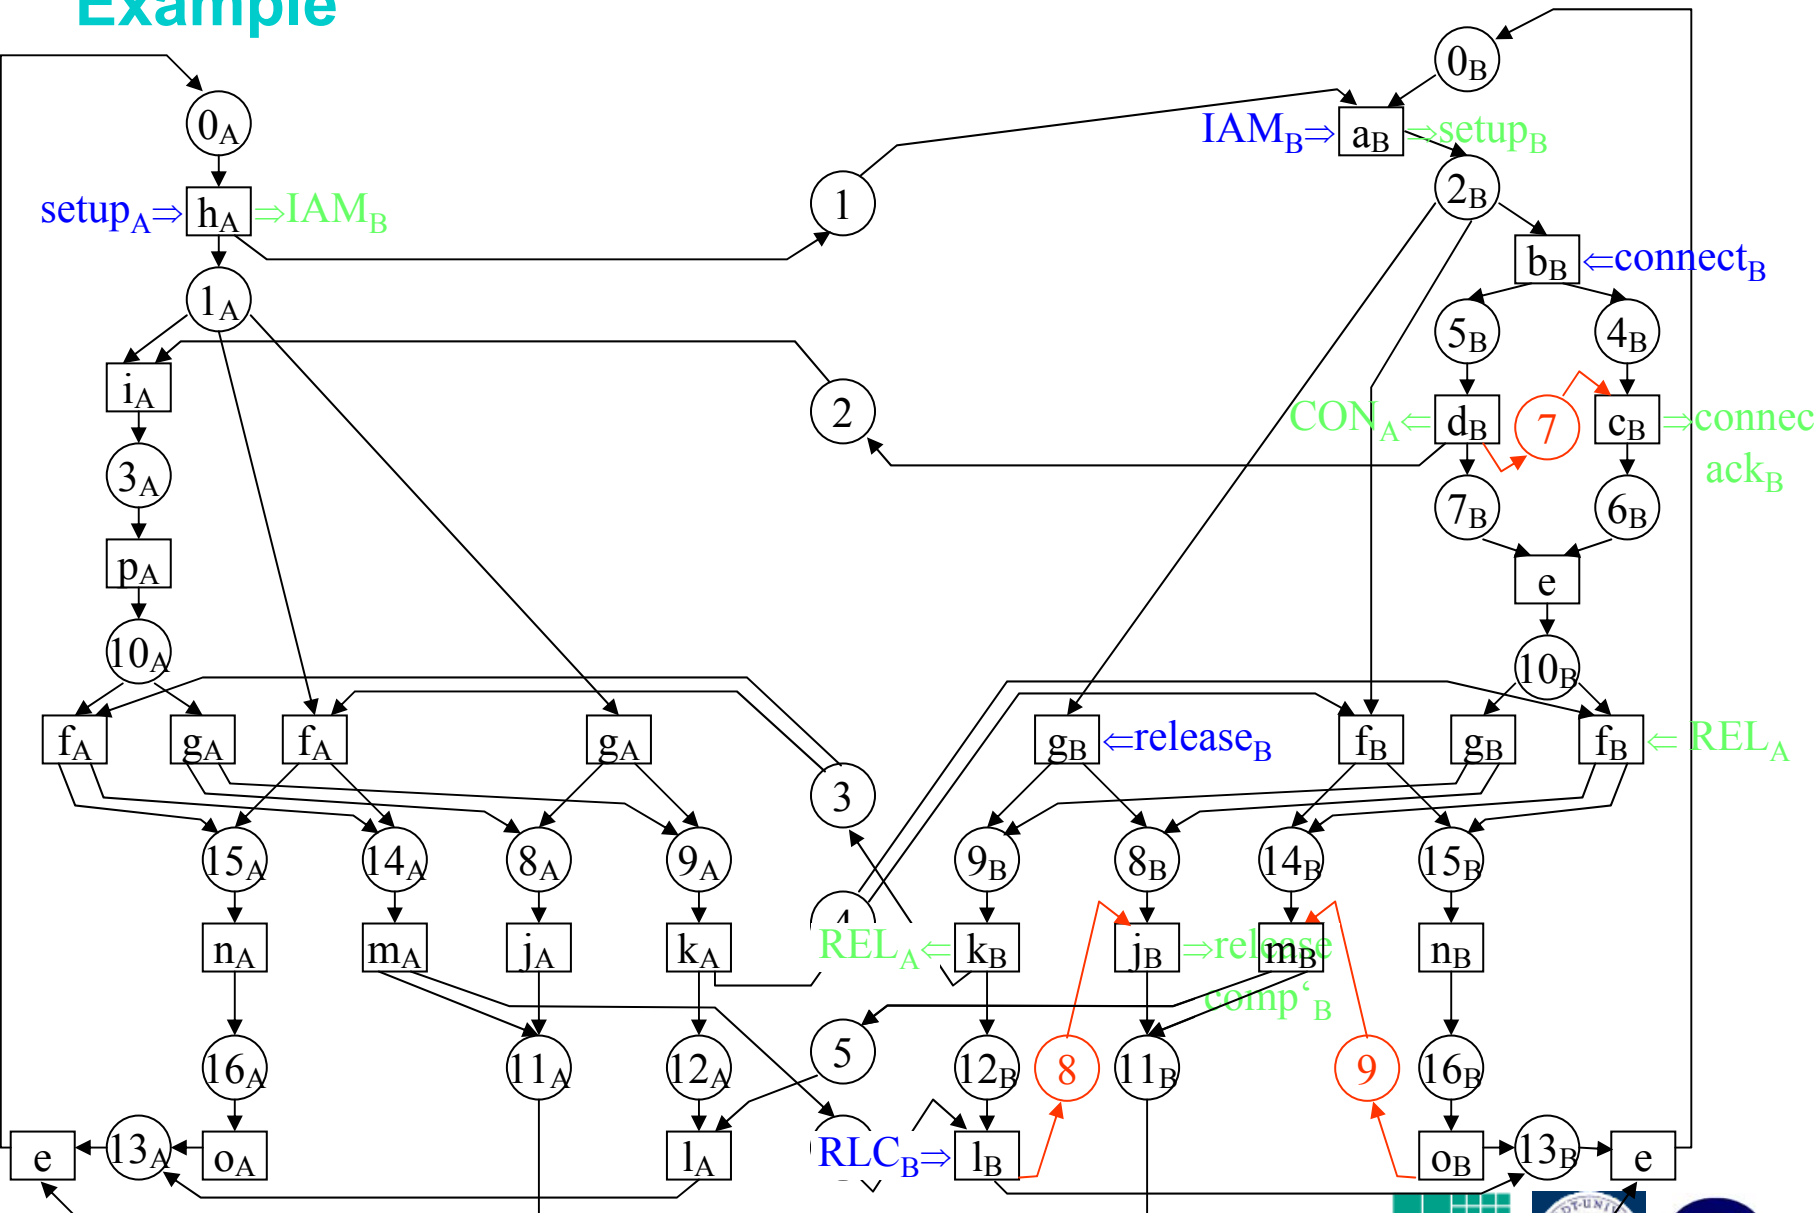 Example
0B
0A
IAMB⇒ aB ⇒setupB
1
2B
setupA⇒ hA ⇒IAMB
bB ⇐connectB
1A
5B 4B
iA
2
CONA⇐ dB 7 cB ⇒connec
ackB
3A
7B 6B
pA
e
10A
10B
fA gA fA gA gB ⇐releaseB fB gB fB ⇐ RELA
3
15A 14A 8A 9A 9B 8B 14B 15B
4
nA mA jA kA RELA⇐ kB jB ⇒release mB nB
comp‘B
5
16A 11A 12A 12B 8 11B 9 16B
e 13A oA lA RLCB⇒ lB oB 13B e